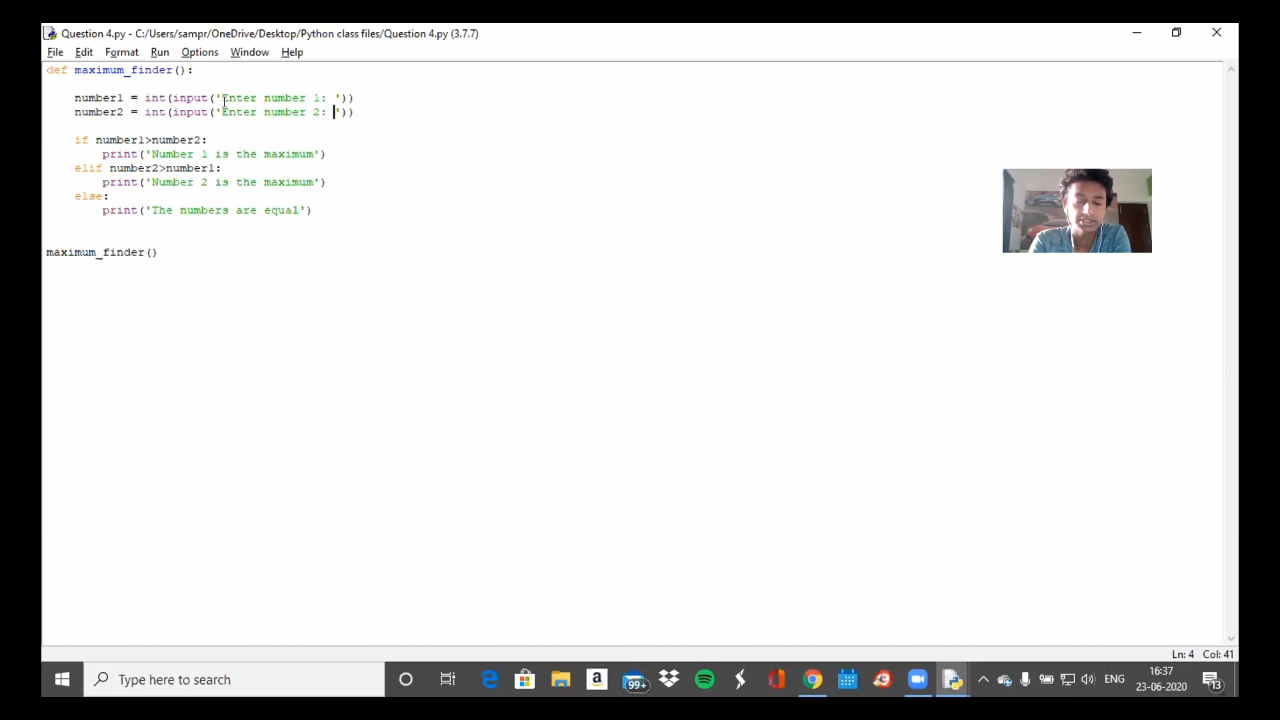 Question 4.py - C:/Users/sampr/OneDrive/Desktop/Python class files/Question 4.py (3.7.7)
File Edit Format Run Options Window Help
def maximum_finder():
number1 = int(input('Enter number 1: '))
number2 = int(input('Enter number 2: '))
if number1>number2:
print('Number 1 is the maximum')
elif number2>number1:
print('Number 2 is the maximum')
else:
print('The numbers are equal')
maximum_finder()
Ln: 4 Col: 41
Type here to search
99+
ENG
16:37
23-06-2020
13